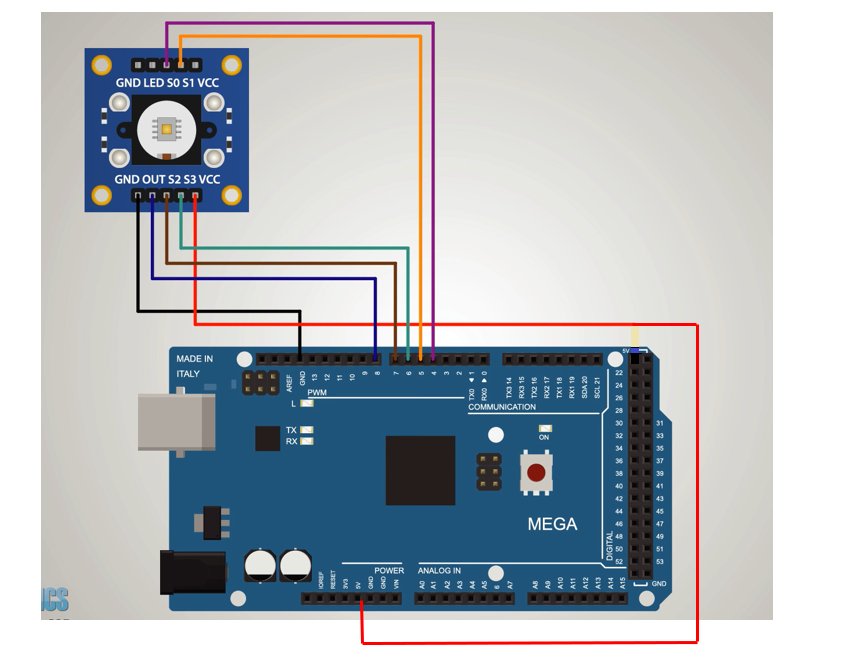 GND LED S0 S1 VCC
GND OUT S2 S3 VCC
MADE IN
ITALY
AREF
GND
13
12
11
10
9
8
7
6
5
4
3
2
TX0 ◀ 1
RX0 ▶ 0
TX3 14
RX3 15
TX2 16
RX2 17
TX1 18
RX1 19
SDA 20
SCL 21
PWM
COMMUNICATION
L
TX
RX
ON
5V
22
24
26
28
30 31
32 33
34 35
36 37
38 39
40 41
42 43
44 45
46 47
48 49
50 51
52 53
GND
DIGITAL
MEGA
POWER
ANALOG IN
IOREF
RESET
3V3
5V
GND
GND
VIN
A0
A1
A2
A3
A4
A5
6
A7
A8
A9
A10
A11
A12
A13
A14
A15
ICS